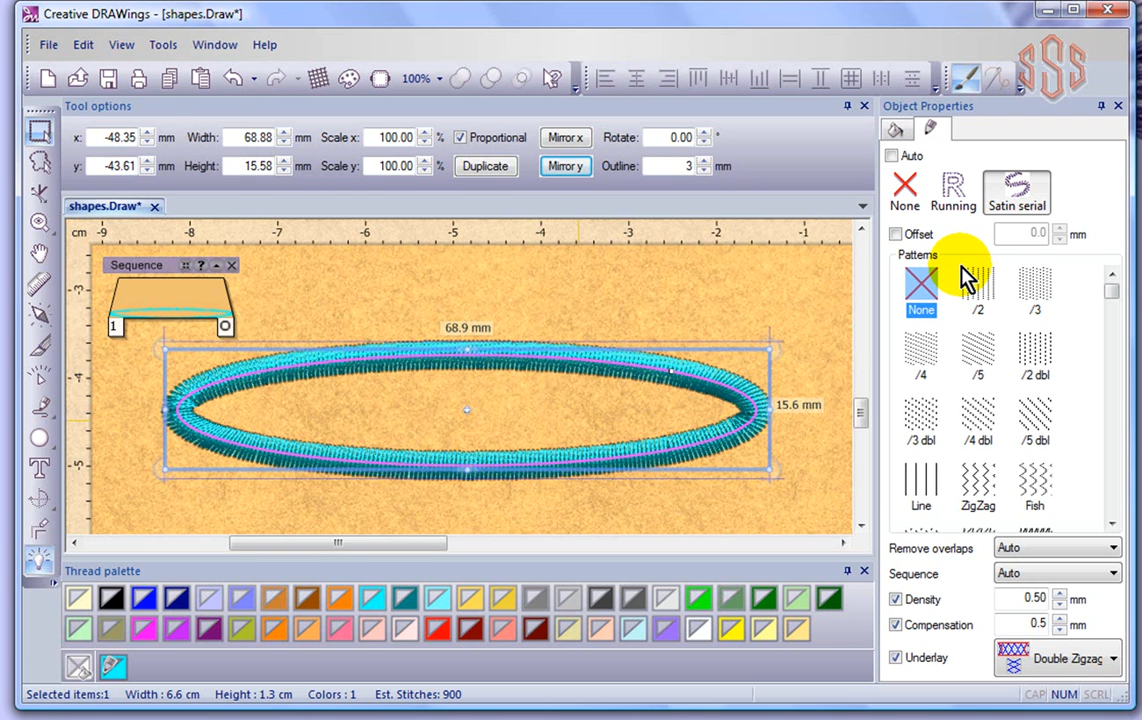 Creative DRAWings - [shapes.Draw*]
File Edit View Tools Window Help
SSS
100%
Tool options
Object Properties
x: -48.35 mm Width: 68.88 mm Scale x: 100.00 % Proportional Mirror x Rotate: 0.00 °
y: -43.61 mm Height: 15.58 mm Scale y: 100.00 % Duplicate Mirror y Outline: 3 mm
Auto
None Running Satin serial
shapes.Draw*
cm -9 -8 -7 -6 -5 -4 -3 -2 -1
Offset 0.0 mm
Patterns
Sequence ?
-3
-4
-5
1
68.9 mm
15.6 mm
None /2 /3
/4 /5 /2 dbl
/3 dbl /4 dbl /5 dbl
Line ZigZag Fish
Remove overlaps Auto
Sequence Auto
Density 0.50 mm
Compensation 0.5 mm
Underlay Double Zigzag
Thread palette
Selected items:1 Width : 6.6 cm Height : 1.3 cm Colors : 1 Est. Stitches: 900
CAP NUM SCRL